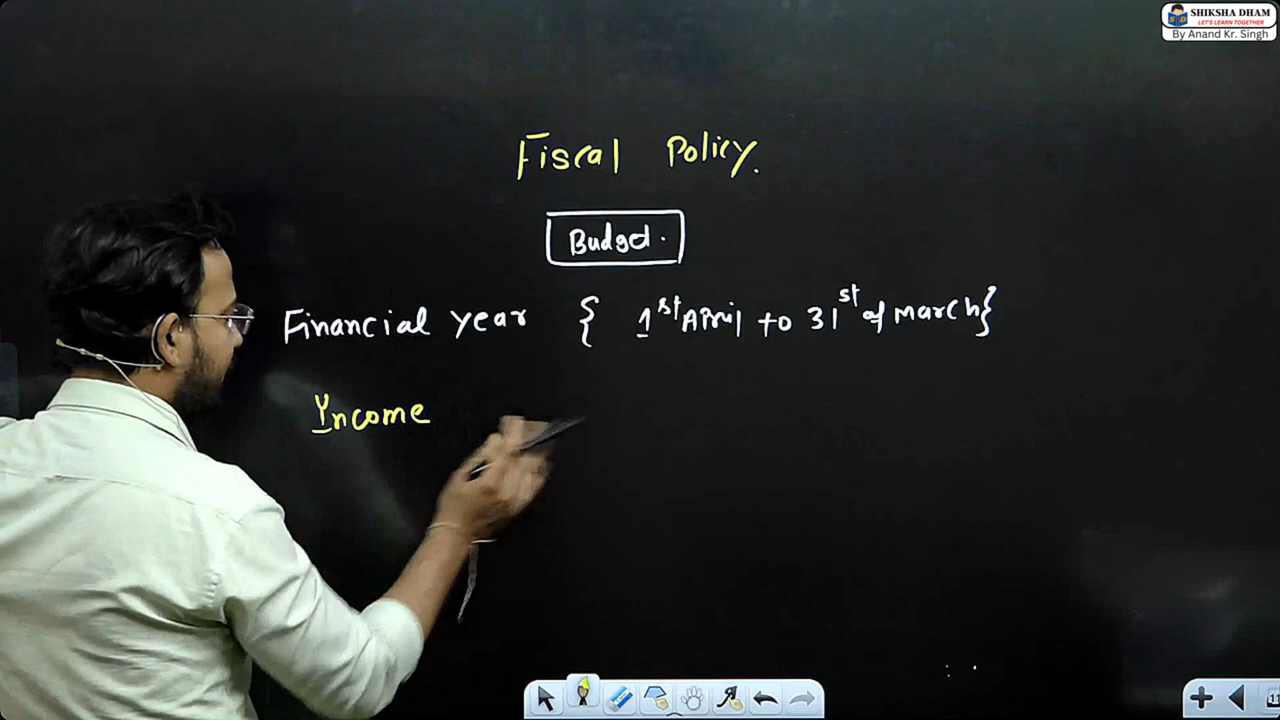 SHIKSHA DHAM
LET'S LEARN TOGETHER
By Anand Kr. Singh
Fiscal Policy.
Budget.
Financial year { 1st April to 31st of March}
Income